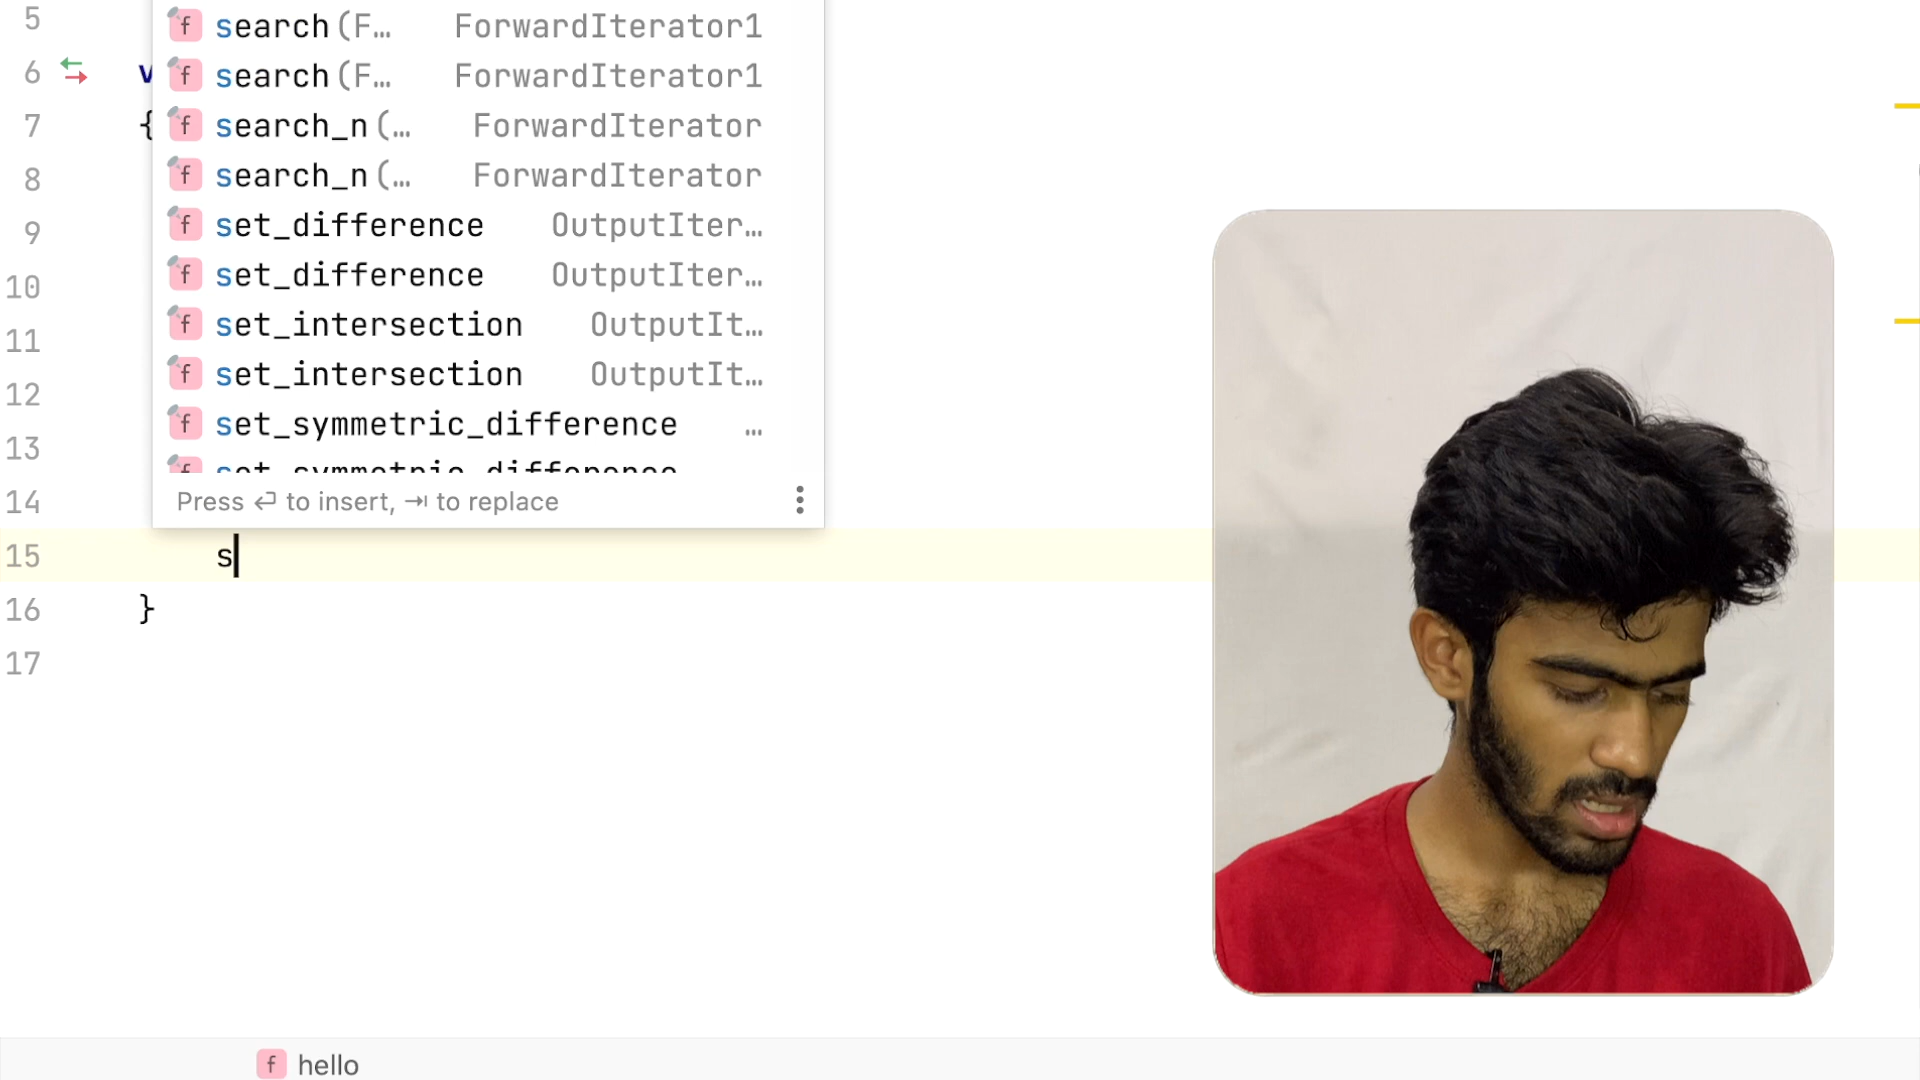 5
f search(F… ForwardIterator1
6 v f search(F… ForwardIterator1
7 { f search_n(… ForwardIterator
8 f search_n(… ForwardIterator
9 f set_difference OutputIter…
10 f set_difference OutputIter…
11 f set_intersection OutputIt…
12 f set_intersection OutputIt…
13 f set_symmetric_difference …
f set_symmetric_difference
14 Press ⏎ to insert, ⇥ to replace
15 s
16 }
17
f hello